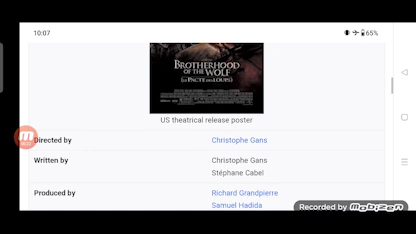 10:07
65%
BROTHERHOOD
OF THE WOLF
(LE PACTE DES LOUPS)
US theatrical release poster
Directed by
Christophe Gans
Written by
Christophe Gans
Stéphane Cabel
Produced by
Richard Grandpierre
Samuel Hadida
Recorded by Mobizen